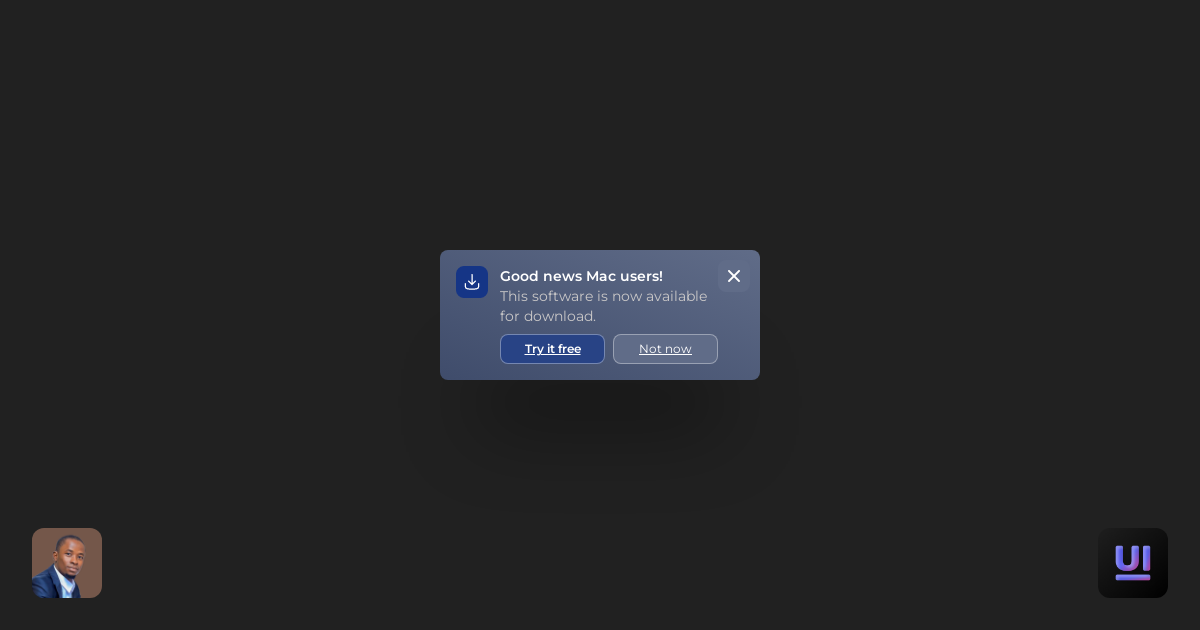 Good news Mac users!
This software is now available
for download.
Try it free
Not now
UI